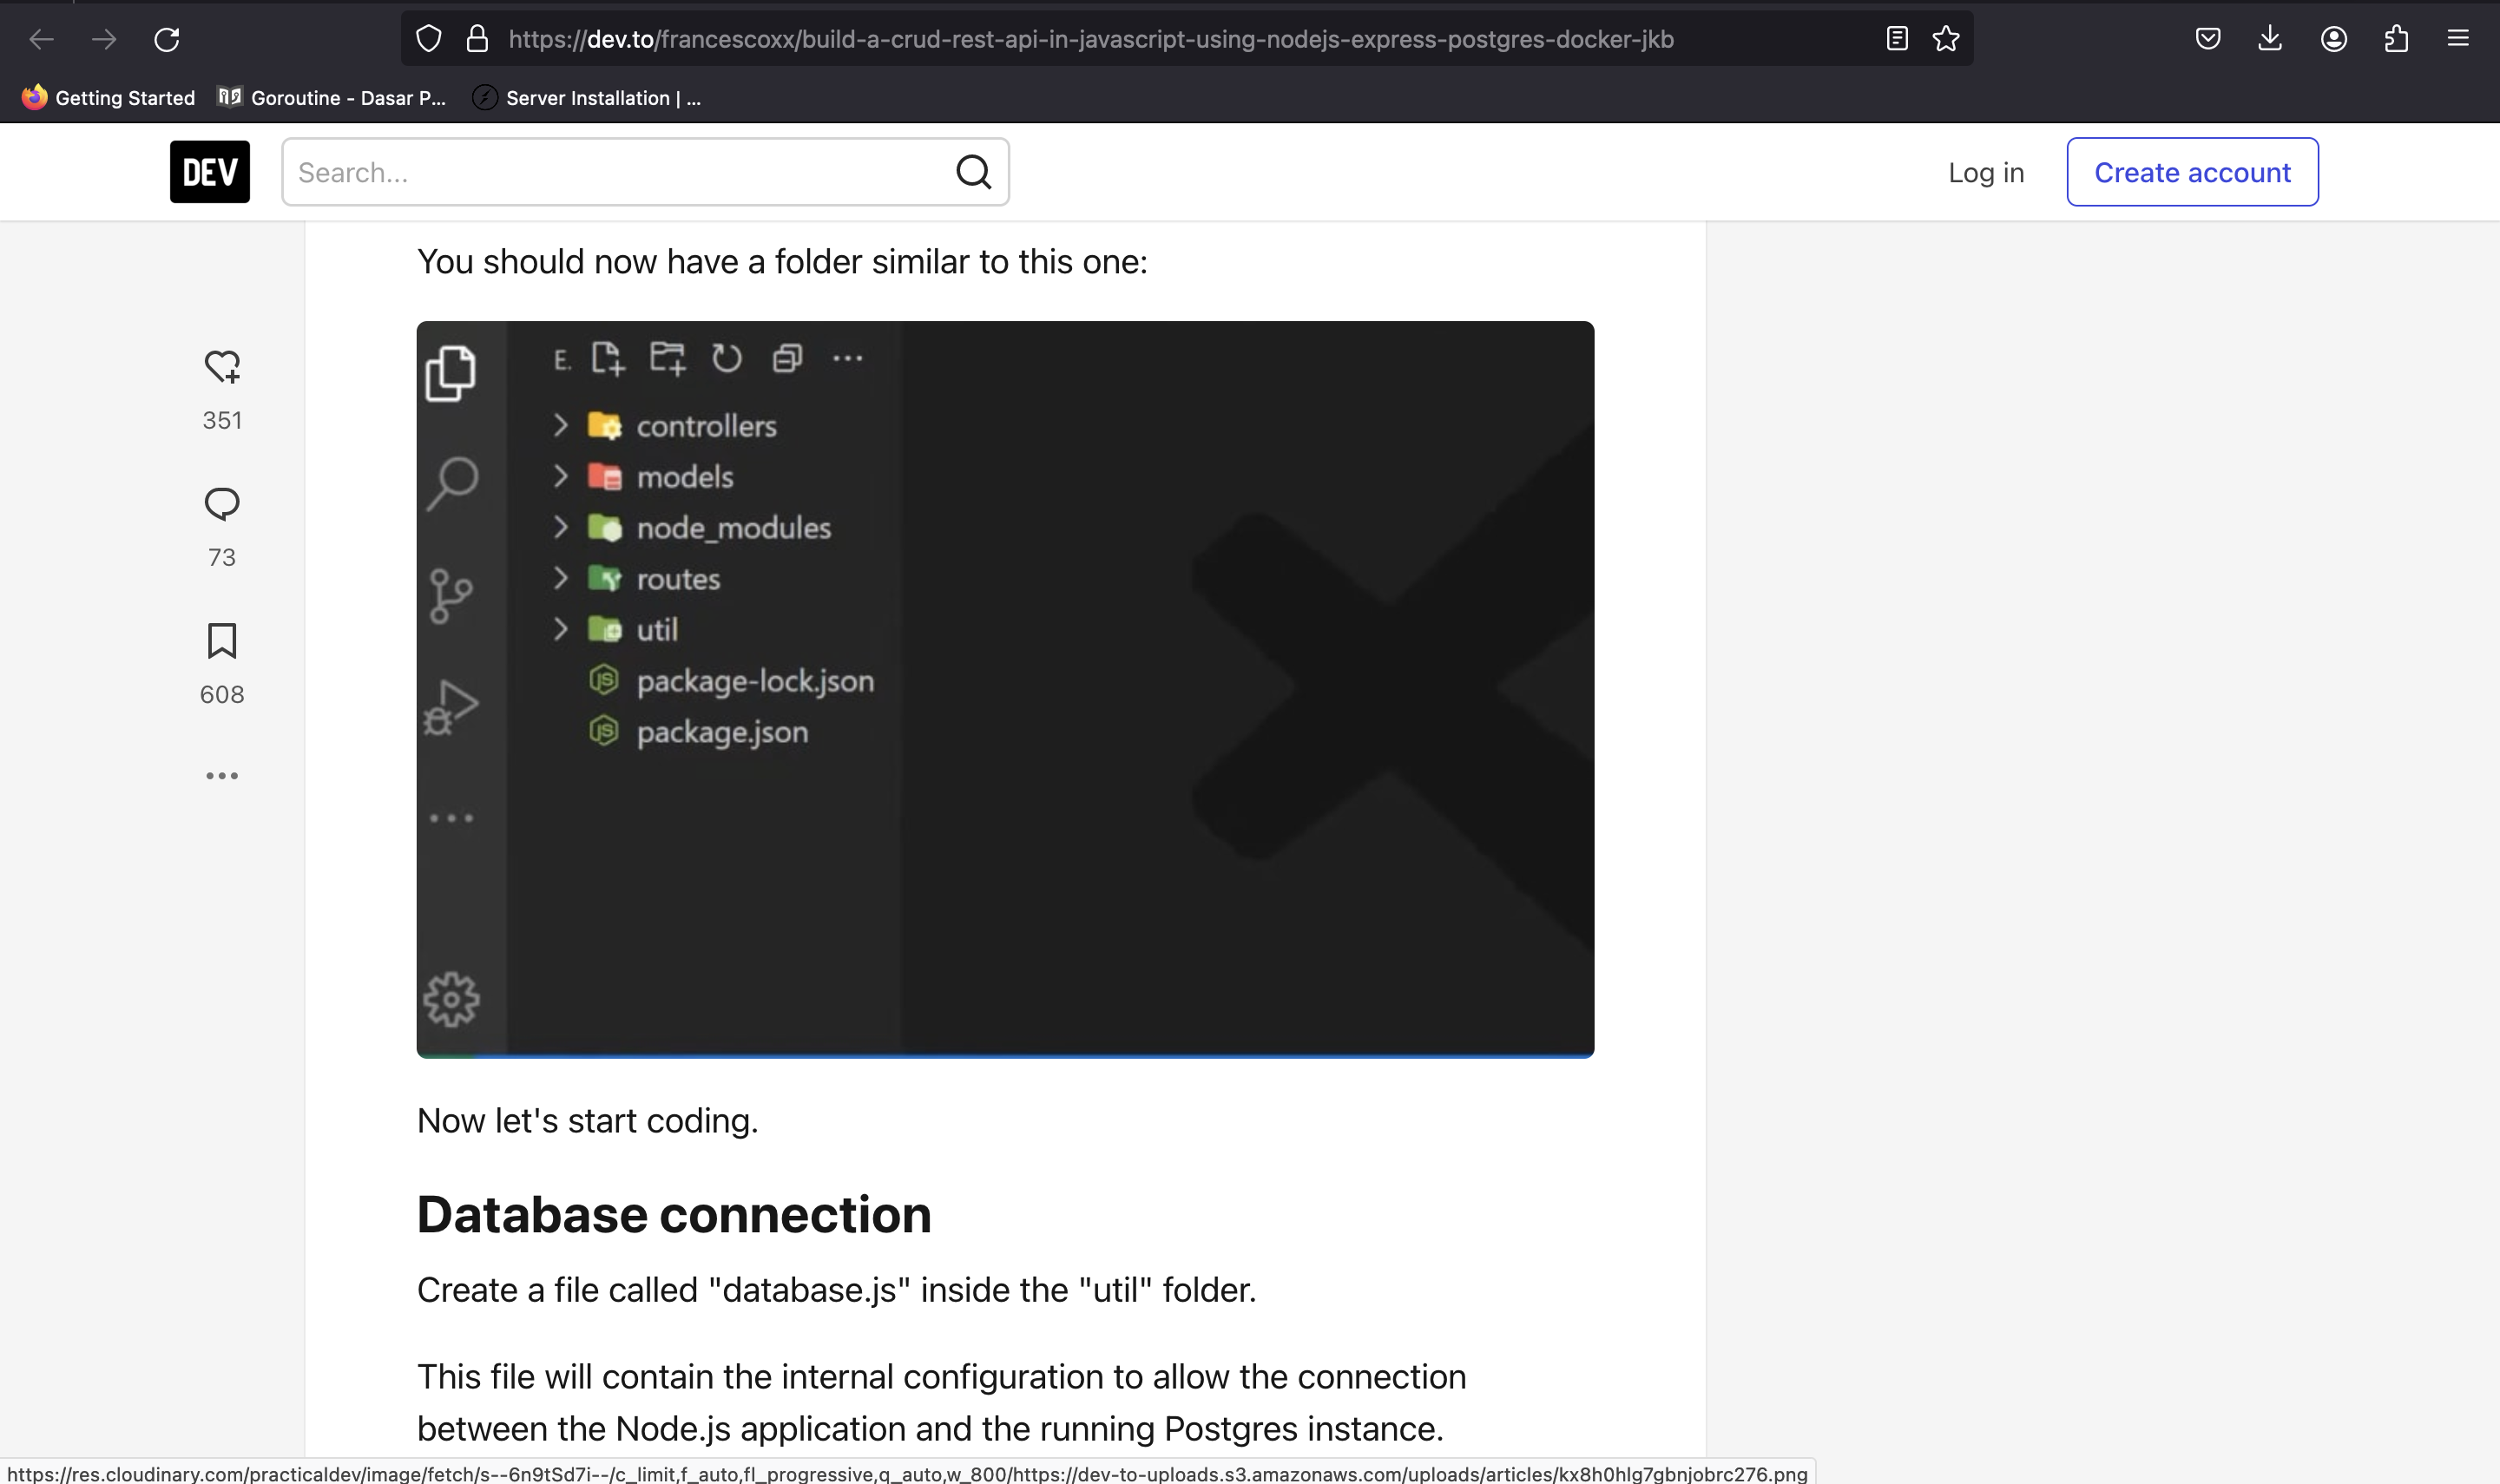 https://dev.to/francescoxx/build-a-crud-rest-api-in-javascript-using-nodejs-express-postgres-docker-jkb
Getting Started
Goroutine - Dasar P...
Server Installation | ...
DEV
Search...
Log in
Create account
You should now have a folder similar to this one:
E.
controllers
models
node_modules
routes
util
package-lock.json
package.json
351
73
608
Now let's start coding.
Database connection
Create a file called "database.js" inside the "util" folder.
This file will contain the internal configuration to allow the connection
between the Node.js application and the running Postgres instance.
https://res.cloudinary.com/practicaldev/image/fetch/s--6n9tSd7i--/c_limit,f_auto,fl_progressive,q_auto,w_800/https://dev-to-uploads.s3.amazonaws.com/uploads/articles/kx8h0hlg7gbnjobrc276.png